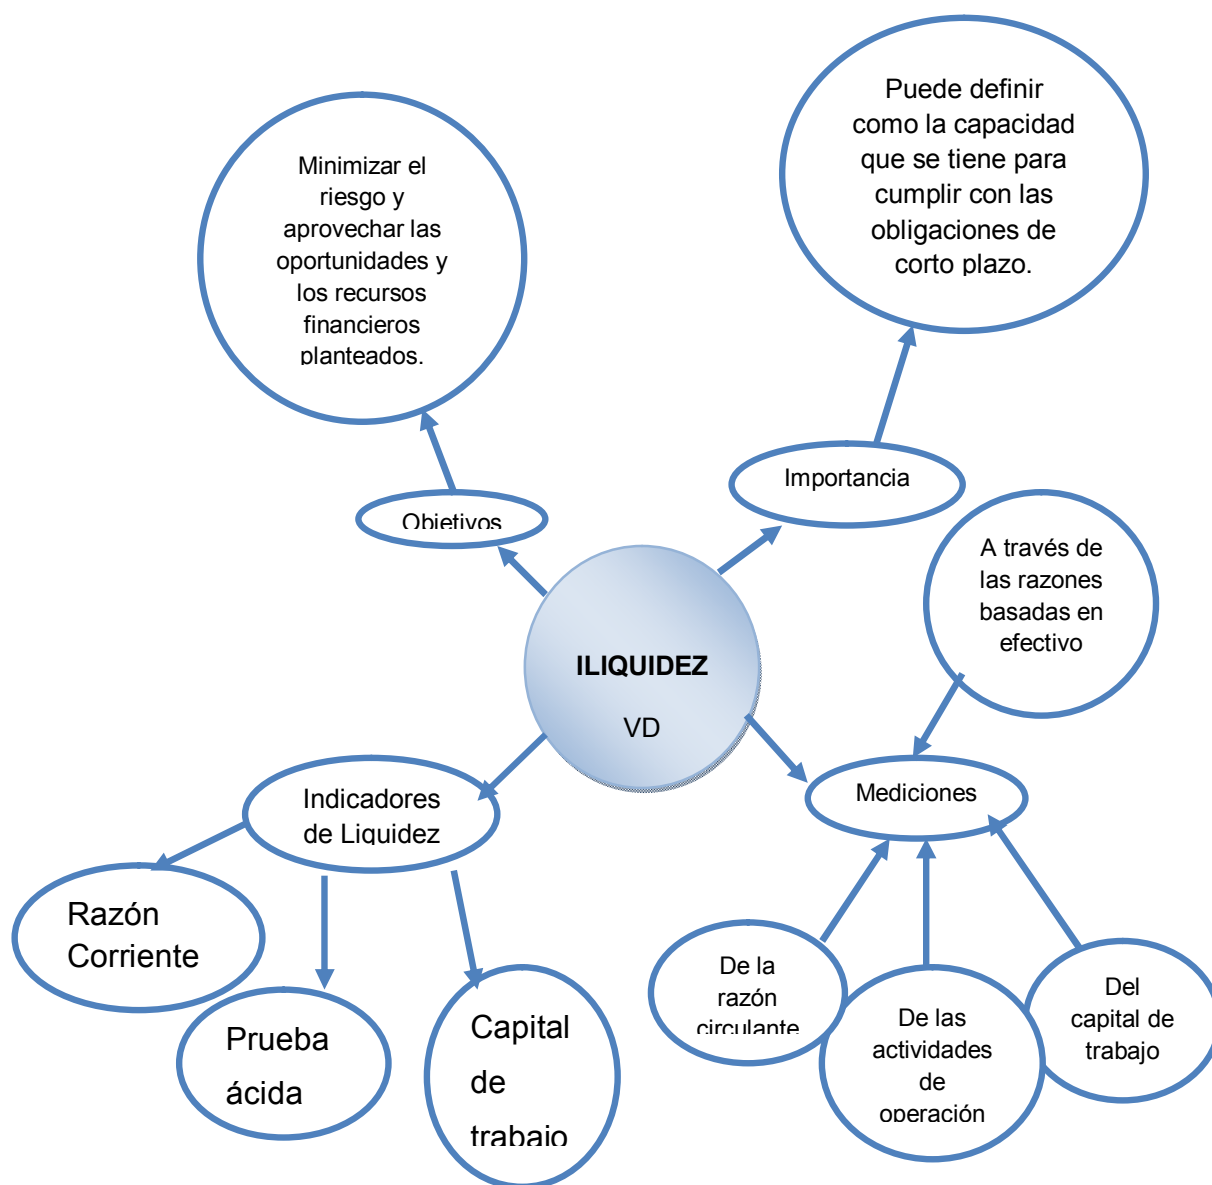 Puede definir
como la capacidad
que se tiene para
cumplir con las
obligaciones de
corto plazo.
Minimizar el
riesgo y
aprovechar las
oportunidades y
los recursos
financieros
planteados.
Importancia
Objetivos
A través de
las razones
basadas en
efectivo
ILIQUIDEZ
VD
Indicadores
de Liquidez
Mediciones
Razón
Corriente
Prueba
ácida
Capital
de
trabajo
De la
razón
circulante
De las
actividades
de
operación
Del
capital de
trabajo